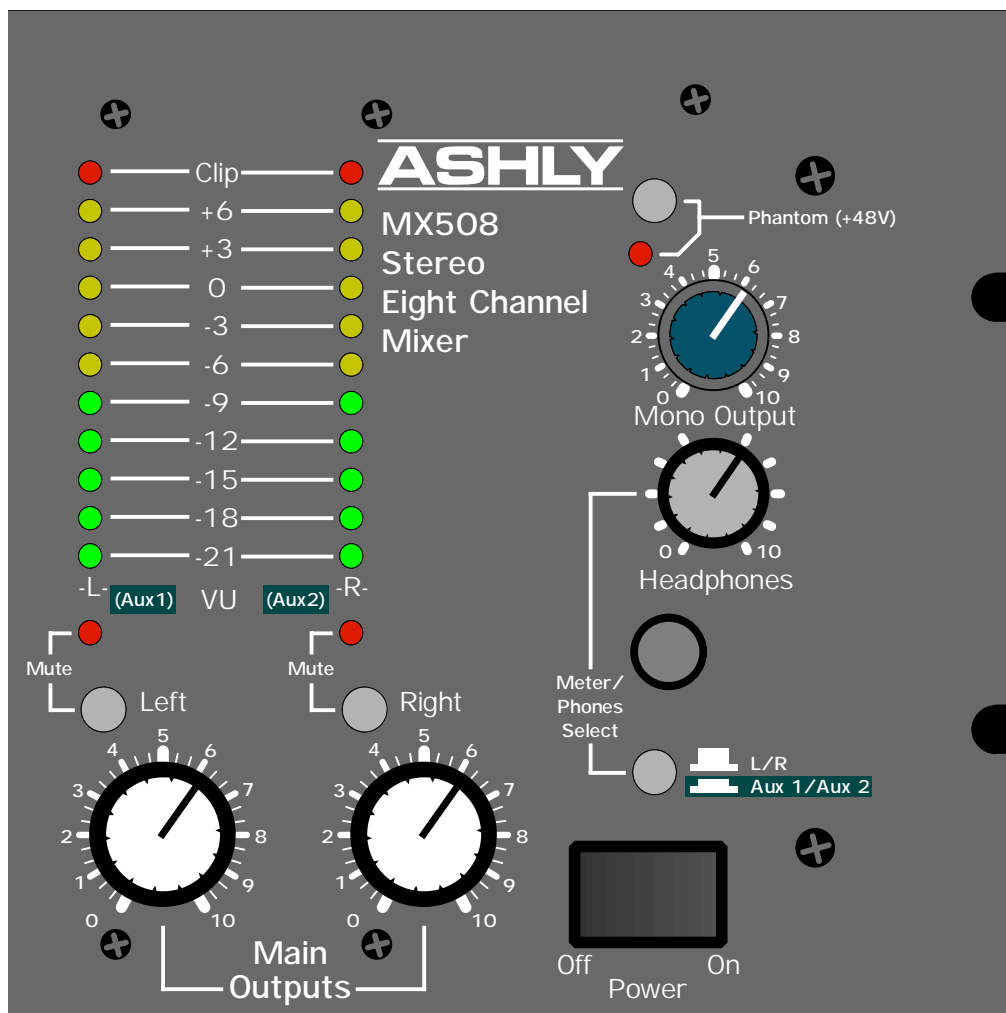 ASHLY
MX508
Stereo
Eight Channel
Mixer
Clip
+6
+3
0
-3
-6
-9
-12
-15
-18
-21
-L- (Aux1) VU (Aux2) -R-
Mute
Mute
Left
Right
0 1 2 3 4 5 6 7 8 9 10
0 1 2 3 4 5 6 7 8 9 10
Main
Outputs
Phantom (+48V)
0 1 2 3 4 5 6 7 8 9 10
Mono Output
0 10
Headphones
Meter/
Phones
Select
L/R
Aux 1/Aux 2
Off On
Power